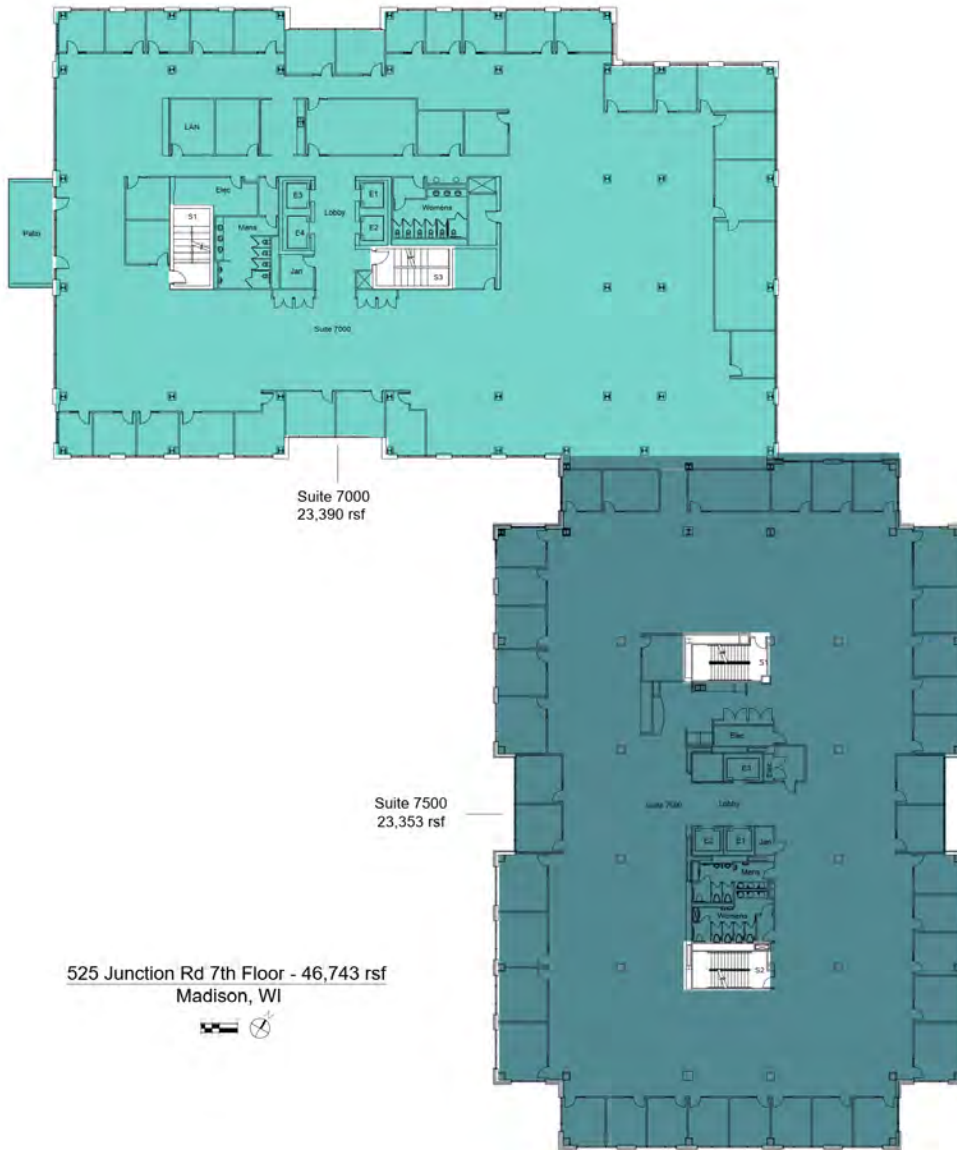 LAN
Elec
E3
E1
S1
Lobby
Womens
Mens
E4
E2
Patio
Jan
S3
Suite 7000
Suite 7000
23,390 rsf
S1
Elec
E3
Elec
Suite 7500
23,353 rsf
Lobby
E2
E1
Jan
Mens
Womens
S2
525 Junction Rd 7th Floor - 46,743 rsf
Madison, WI
N